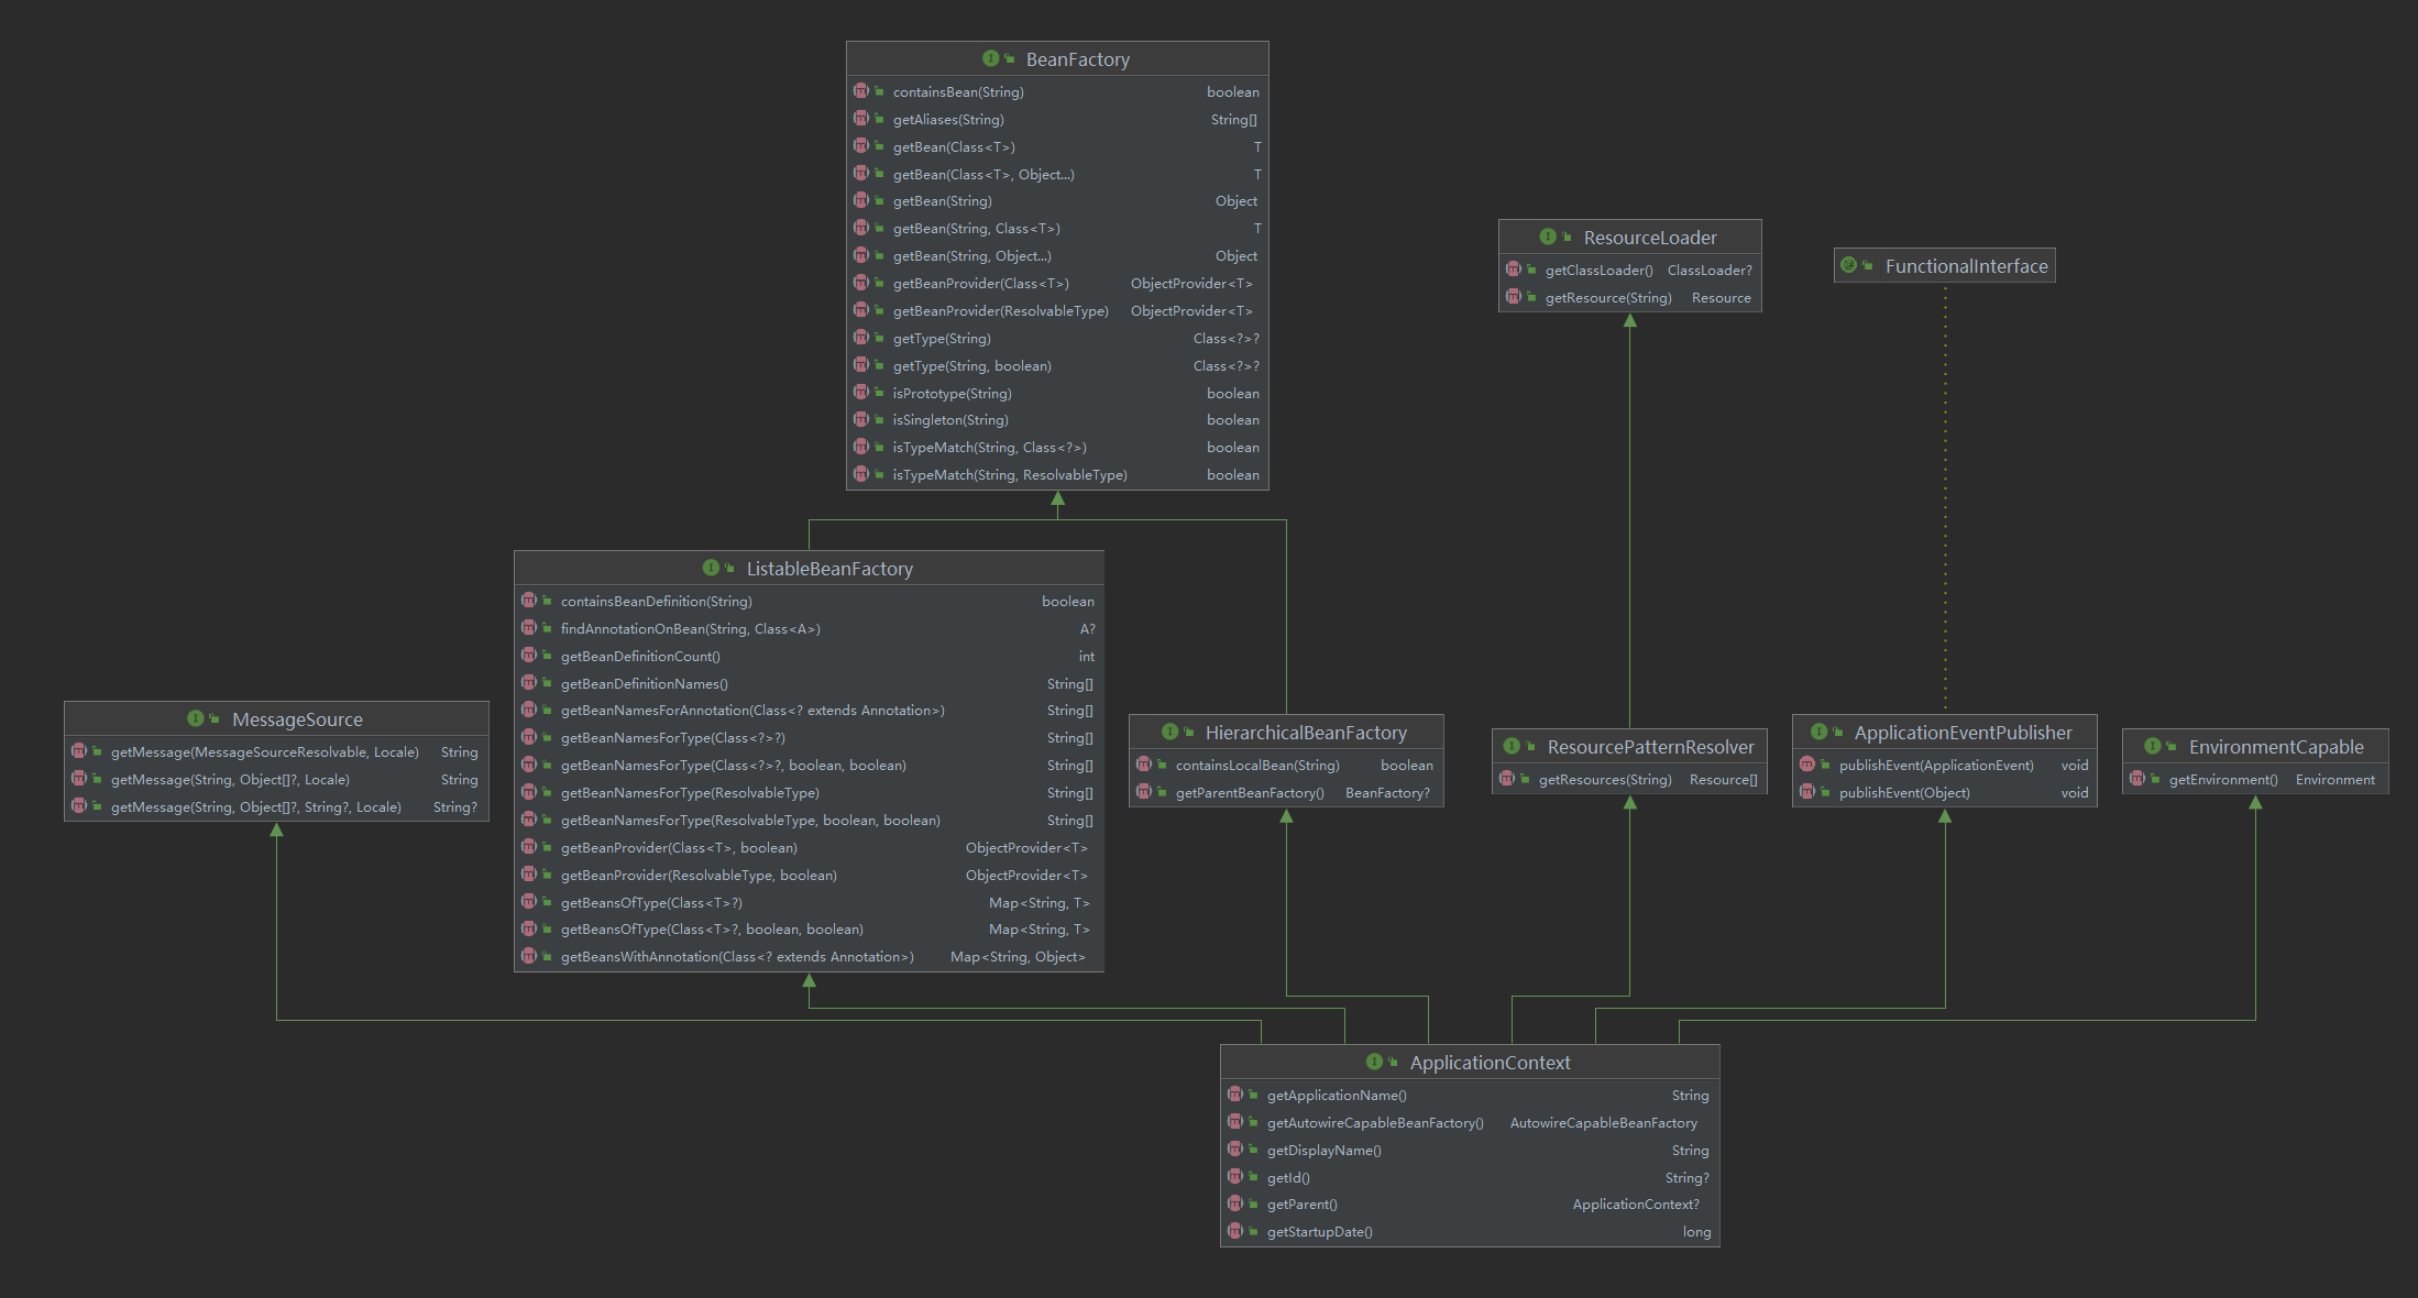 BeanFactory
containsBean(String) boolean
getAliases(String) String[]
getBean(Class<T>) T
getBean(Class<T>, Object...) T
getBean(String) Object
getBean(String, Class<T>) T
getBean(String, Object...) Object
getBeanProvider(Class<T>) ObjectProvider<T>
getBeanProvider(ResolvableType) ObjectProvider<T>
getType(String) Class<?>?
getType(String, boolean) Class<?>?
isPrototype(String) boolean
isSingleton(String) boolean
isTypeMatch(String, Class<?>) boolean
isTypeMatch(String, ResolvableType) boolean
ResourceLoader
getClassLoader() ClassLoader?
getResource(String) Resource
FunctionalInterface
ListableBeanFactory
containsBeanDefinition(String) boolean
findAnnotationOnBean(String, Class<A>) A?
getBeanDefinitionCount() int
getBeanDefinitionNames() String[]
getBeanNamesForAnnotation(Class<? extends Annotation>) String[]
getBeanNamesForType(Class<?>?) String[]
getBeanNamesForType(Class<?>?, boolean, boolean) String[]
getBeanNamesForType(ResolvableType) String[]
getBeanNamesForType(ResolvableType, boolean, boolean) String[]
getBeanProvider(Class<T>, boolean) ObjectProvider<T>
getBeanProvider(ResolvableType, boolean) ObjectProvider<T>
getBeansOfType(Class<T>?) Map<String, T>
getBeansOfType(Class<T>?, boolean, boolean) Map<String, T>
getBeansWithAnnotation(Class<? extends Annotation>) Map<String, Object>
MessageSource
getMessage(MessageSourceResolvable, Locale) String
getMessage(String, Object[]?, Locale) String
getMessage(String, Object[]?, String?, Locale) String?
HierarchicalBeanFactory
containsLocalBean(String) boolean
getParentBeanFactory() BeanFactory?
ResourcePatternResolver
getResources(String) Resource[]
ApplicationEventPublisher
publishEvent(ApplicationEvent) void
publishEvent(Object) void
EnvironmentCapable
getEnvironment() Environment
ApplicationContext
getApplicationName() String
getAutowireCapableBeanFactory() AutowireCapableBeanFactory
getDisplayName() String
getId() String?
getParent() ApplicationContext?
getStartupDate() long